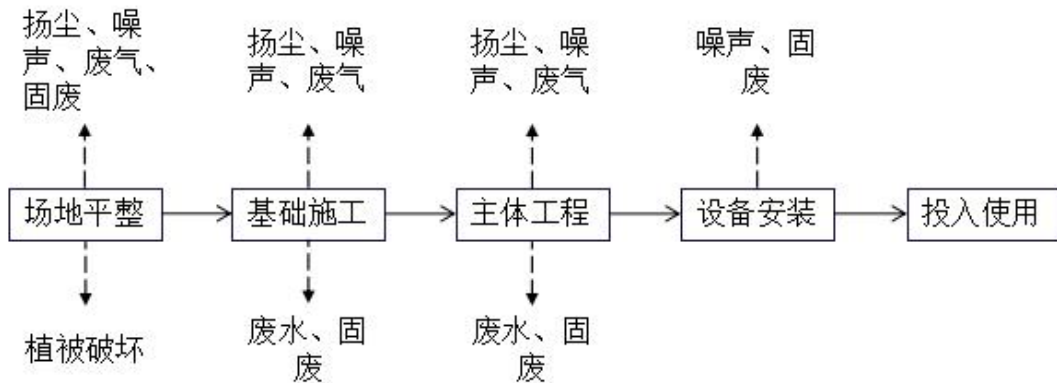 扬尘、噪
声、废气、
固废
扬尘、噪
声、废气
扬尘、噪
声、废气
噪声、固
废
场地平整
基础施工
主体工程
设备安装
投入使用
植被破坏
废水、固
废
废水、固
废